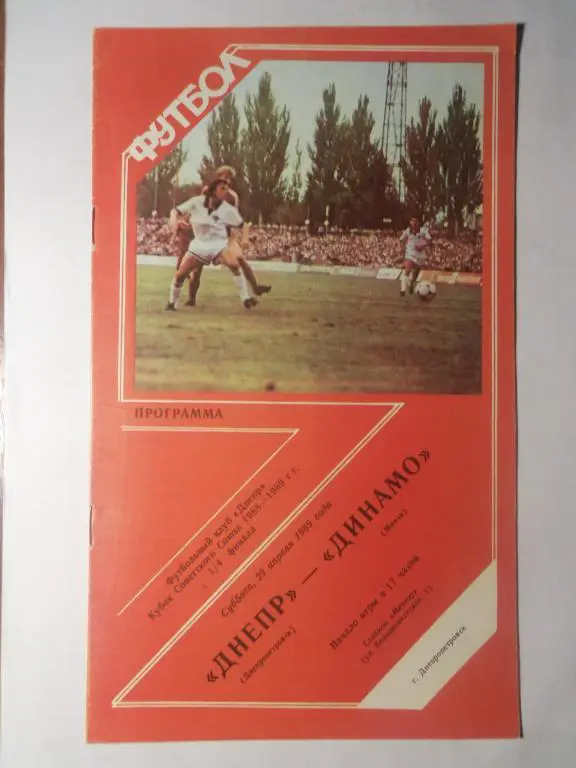 ФУТБОЛ
ПРОГРАММА
Футбольный клуб «Днепр»
Кубок Советского Союза 1988—1989 г г.
1/4 финала
Суббота, 29 апреля 1989 года
«ДНЕПР» — «ДИНАМО»
(Днепропетровск)
(Минск)
Начало игры в 17 часов
Стадион «Метеор»
г. Днепропетровск